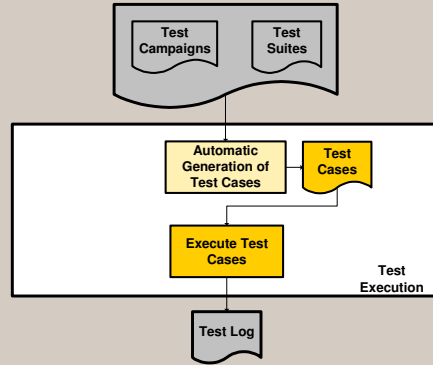 Test
Campaigns
Test
Suites
Automatic
Generation of
Test Cases
Test
Cases
Execute Test
Cases
Test
Execution
Test Log